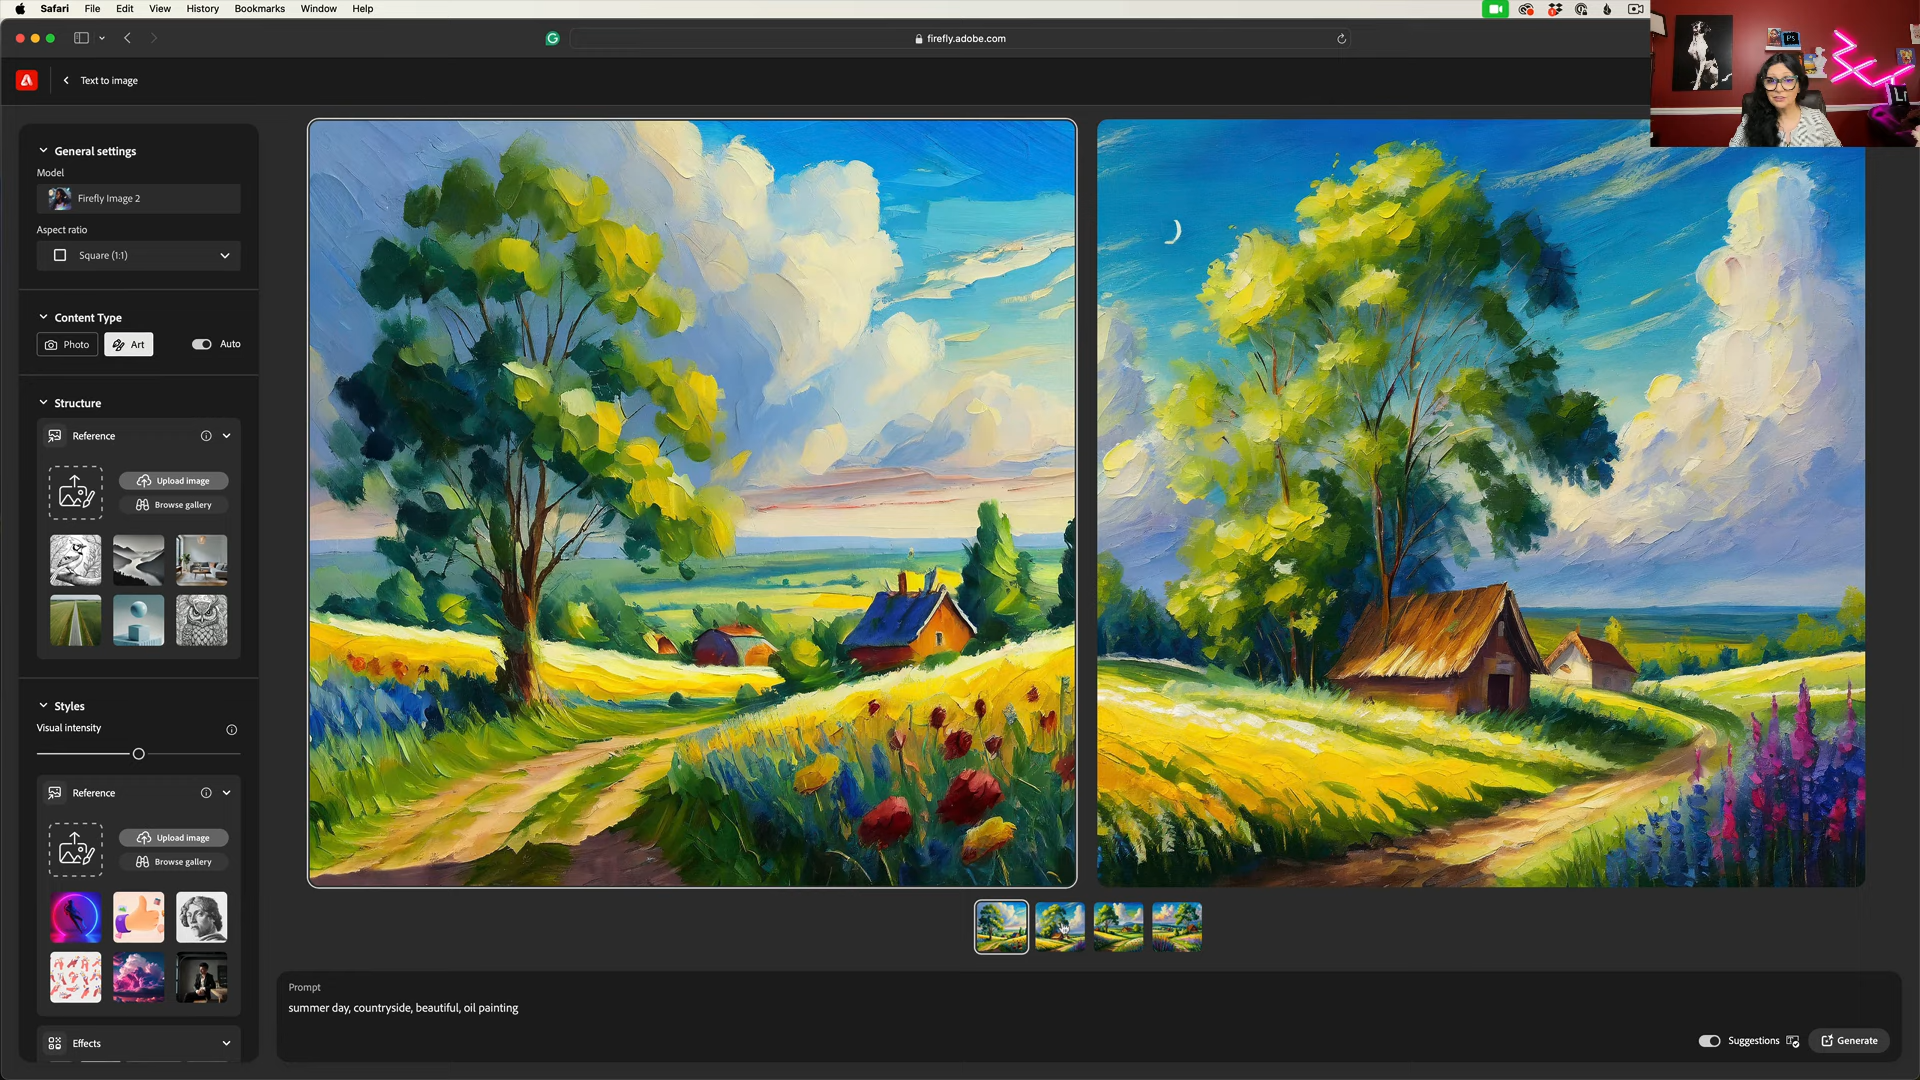 Safari File Edit View History Bookmarks Window Help
firefly.adobe.com
Text to image
General settings
Model
Firefly Image 2
Aspect ratio
Square (1:1)
Content Type
Photo
Art
Auto
Structure
Reference
Upload image
Browse gallery
Styles
Visual intensity
Reference
Upload image
Browse gallery
Effects
Prompt
summer day, countryside, beautiful, oil painting
Suggestions
Generate
Ps
Lr